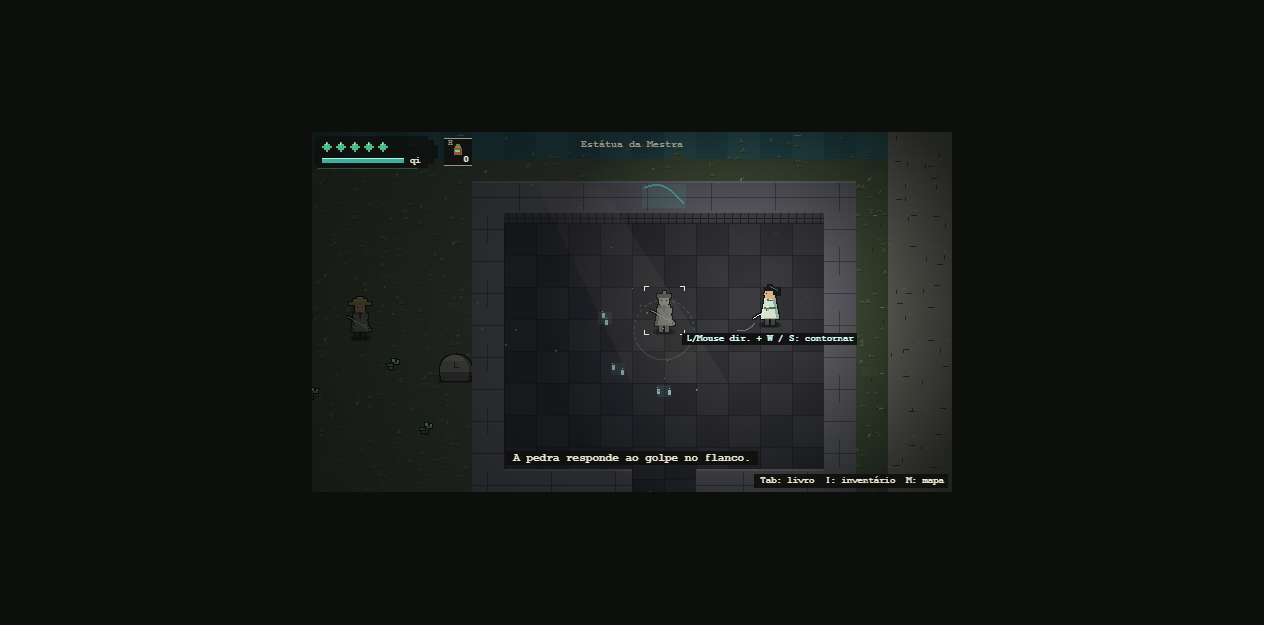 Estátua da Mestra
H
qi
0
L/Mouse dir. + W / S: contornar
A pedra responde ao golpe no flanco.
Tab: livro  I: inventário  M: mapa